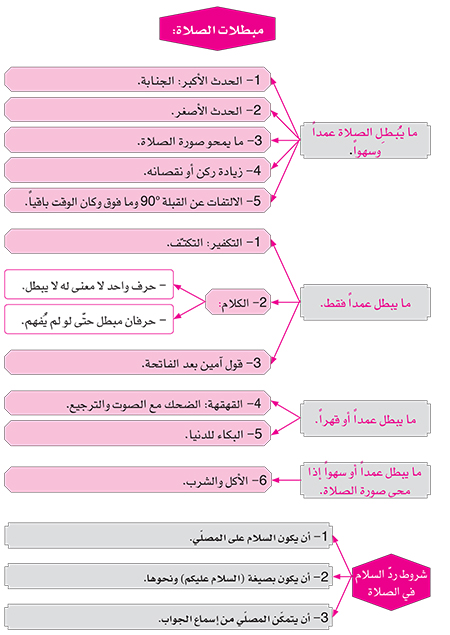 مبطلات الصلاة:
ما يُبطِل الصلاة عمداً
وسهواً.
1- الحدث الأكبر: الجنابة.
2- الحدث الأصغر.
3- ما يمحو صورة الصلاة.
4- زيادة ركن أو نقصانه.
5- الالتفات عن القبلة 90° وما فوق وكان الوقت باقياً.
ما يبطل عمداً فقط.
1- التكفير: التكتّف.
2- الكلام:
- حرف واحد لا معنى له لا يبطل.
- حرفان مبطل حتّى لو لم يُفهم.
3- قول آمين بعد الفاتحة.
ما يبطل عمداً أو قهراً.
4- القهقهة: الضحك مع الصوت والترجيع.
5- البكاء للدنيا.
ما يبطل عمداً أو سهواً إذا
محى صورة الصلاة.
6- الأكل والشرب.
شروط ردّ السلام
في الصلاة
1- أن يكون السلام على المصلّي.
2- أن يكون بصيغة (السلام عليكم) ونحوها.
3- أن يتمكّن المصلّي من إسماع الجواب.